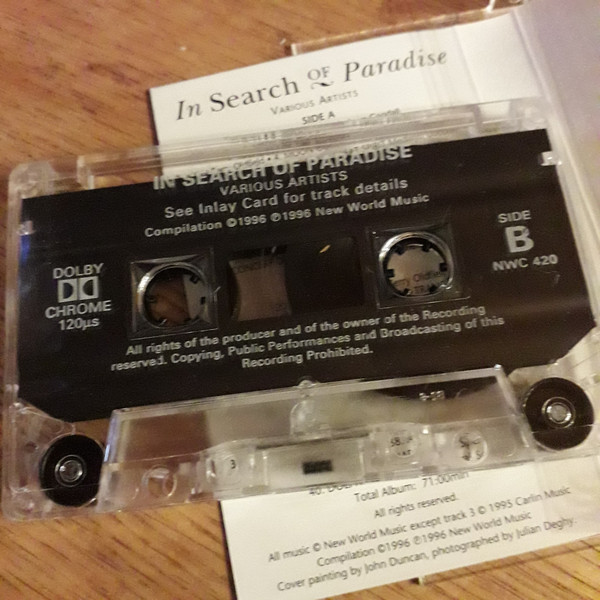 In Search OF Paradise
VARIOUS ARTISTS
SIDE A
IN SEARCH OF PARADISE
VARIOUS ARTISTS
See Inlay Card for track details
Compilation ©1996 ℗1996 New World Music
DOLBY
CHROME
120µs
SIDE
B
NWC 420
All rights of the producer and of the owner of the Recording
reserved. Copying, Public Performances and Broadcasting of this
Recording Prohibited.
3
Total Album: 71:00min
All rights reserved.
All music © New World Music except track 3 © 1995 Carlin Music
Compilation ©1996 ℗1996 New World Music
Cover painting by John Duncan, photographed by Julian Deghy